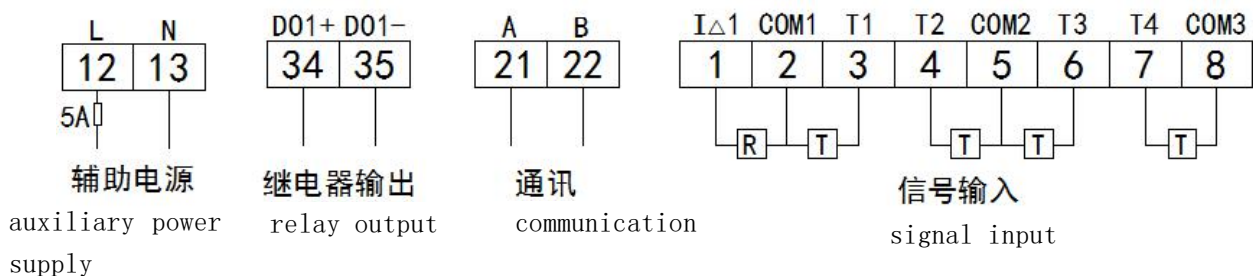 L N
12 13
5A
辅助电源
auxiliary power
supply
DO1+ DO1-
34 35
继电器输出
relay output
A B
21 22
通讯
communication
I△1 COM1 T1 T2 COM2 T3 T4 COM3
1 2 3 4 5 6 7 8
R T T T T
信号输入
signal input